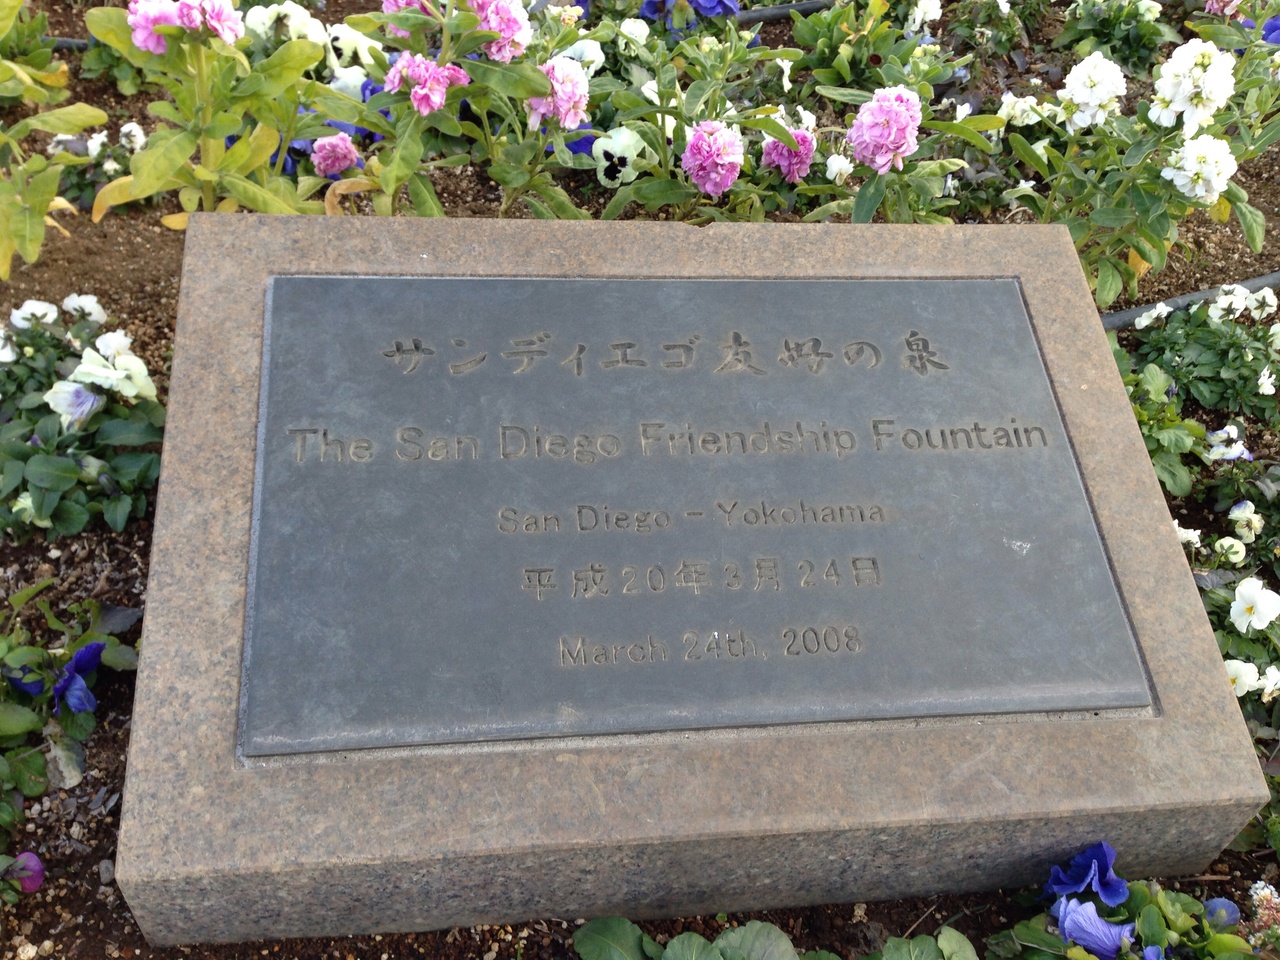 サンディエゴ友好の泉
The San Diego Friendship Fountain
San Diego - Yokohama
平成20年3月24日
March 24th, 2008